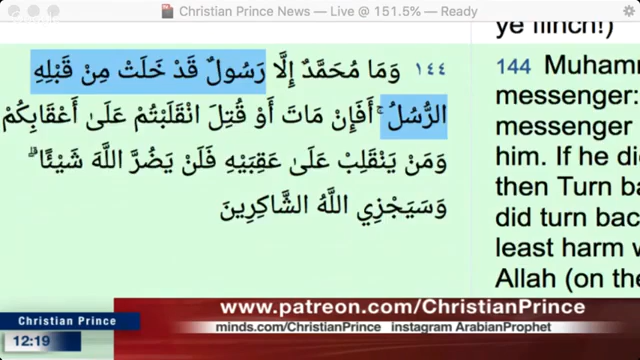 Christian Prince News — Live @ 151.5% — Ready
ye flinch!)
١٤٤ وَمَا مُحَمَّدٌ إِلَّا رَسُولٌ قَدْ خَلَتْ مِنْ قَبْلِهِ
الرُّسُلُ ۚ أَفَإِنْ مَاتَ أَوْ قُتِلَ انْقَلَبْتُمْ عَلَىٰ أَعْقَابِكُمْ
وَمَنْ يَنْقَلِبْ عَلَىٰ عَقِبَيْهِ فَلَنْ يَضُرَّ اللَّهَ شَيْئًا ۗ
وَسَيَجْزِي اللَّهُ الشَّاكِرِينَ
144 Muhamm
messenger:
messenger
him. If he di
then Turn ba
did turn bac
least harm w
Allah (on the
www.patreon.com/ChristianPrince
minds.com/ChristianPrince instagram ArabianProphet
Christian Prince
12:19